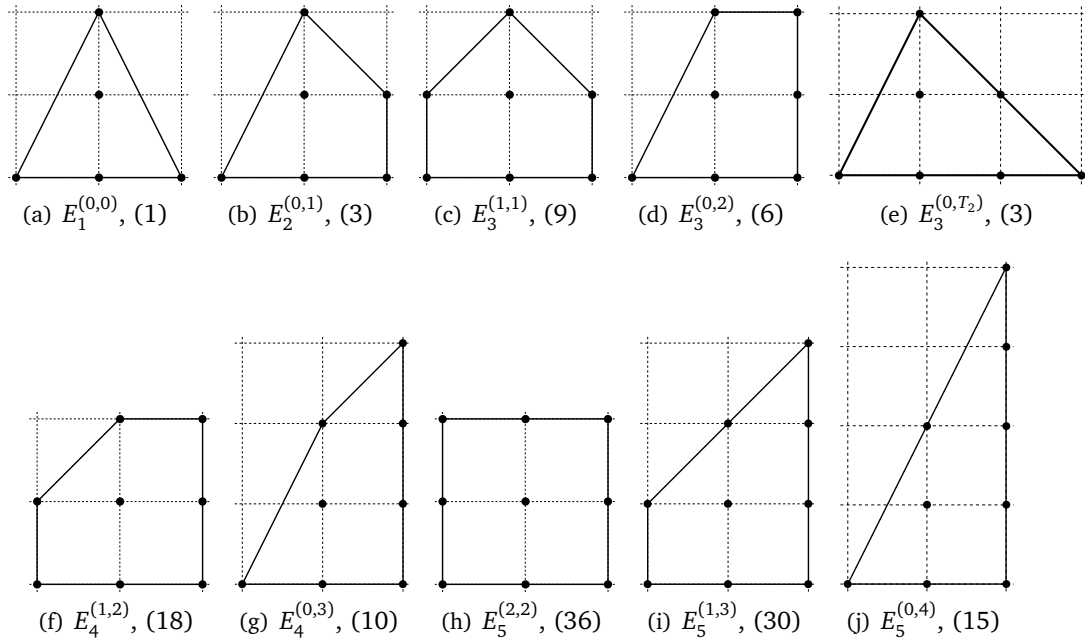 (a) E_1^{(0,0)}, (1)
(b) E_2^{(0,1)}, (3)
(c) E_3^{(1,1)}, (9)
(d) E_3^{(0,2)}, (6)
(e) E_3^{(0,T_2)}, (3)
(f) E_4^{(1,2)}, (18)
(g) E_4^{(0,3)}, (10)
(h) E_5^{(2,2)}, (36)
(i) E_5^{(1,3)}, (30)
(j) E_5^{(0,4)}, (15)